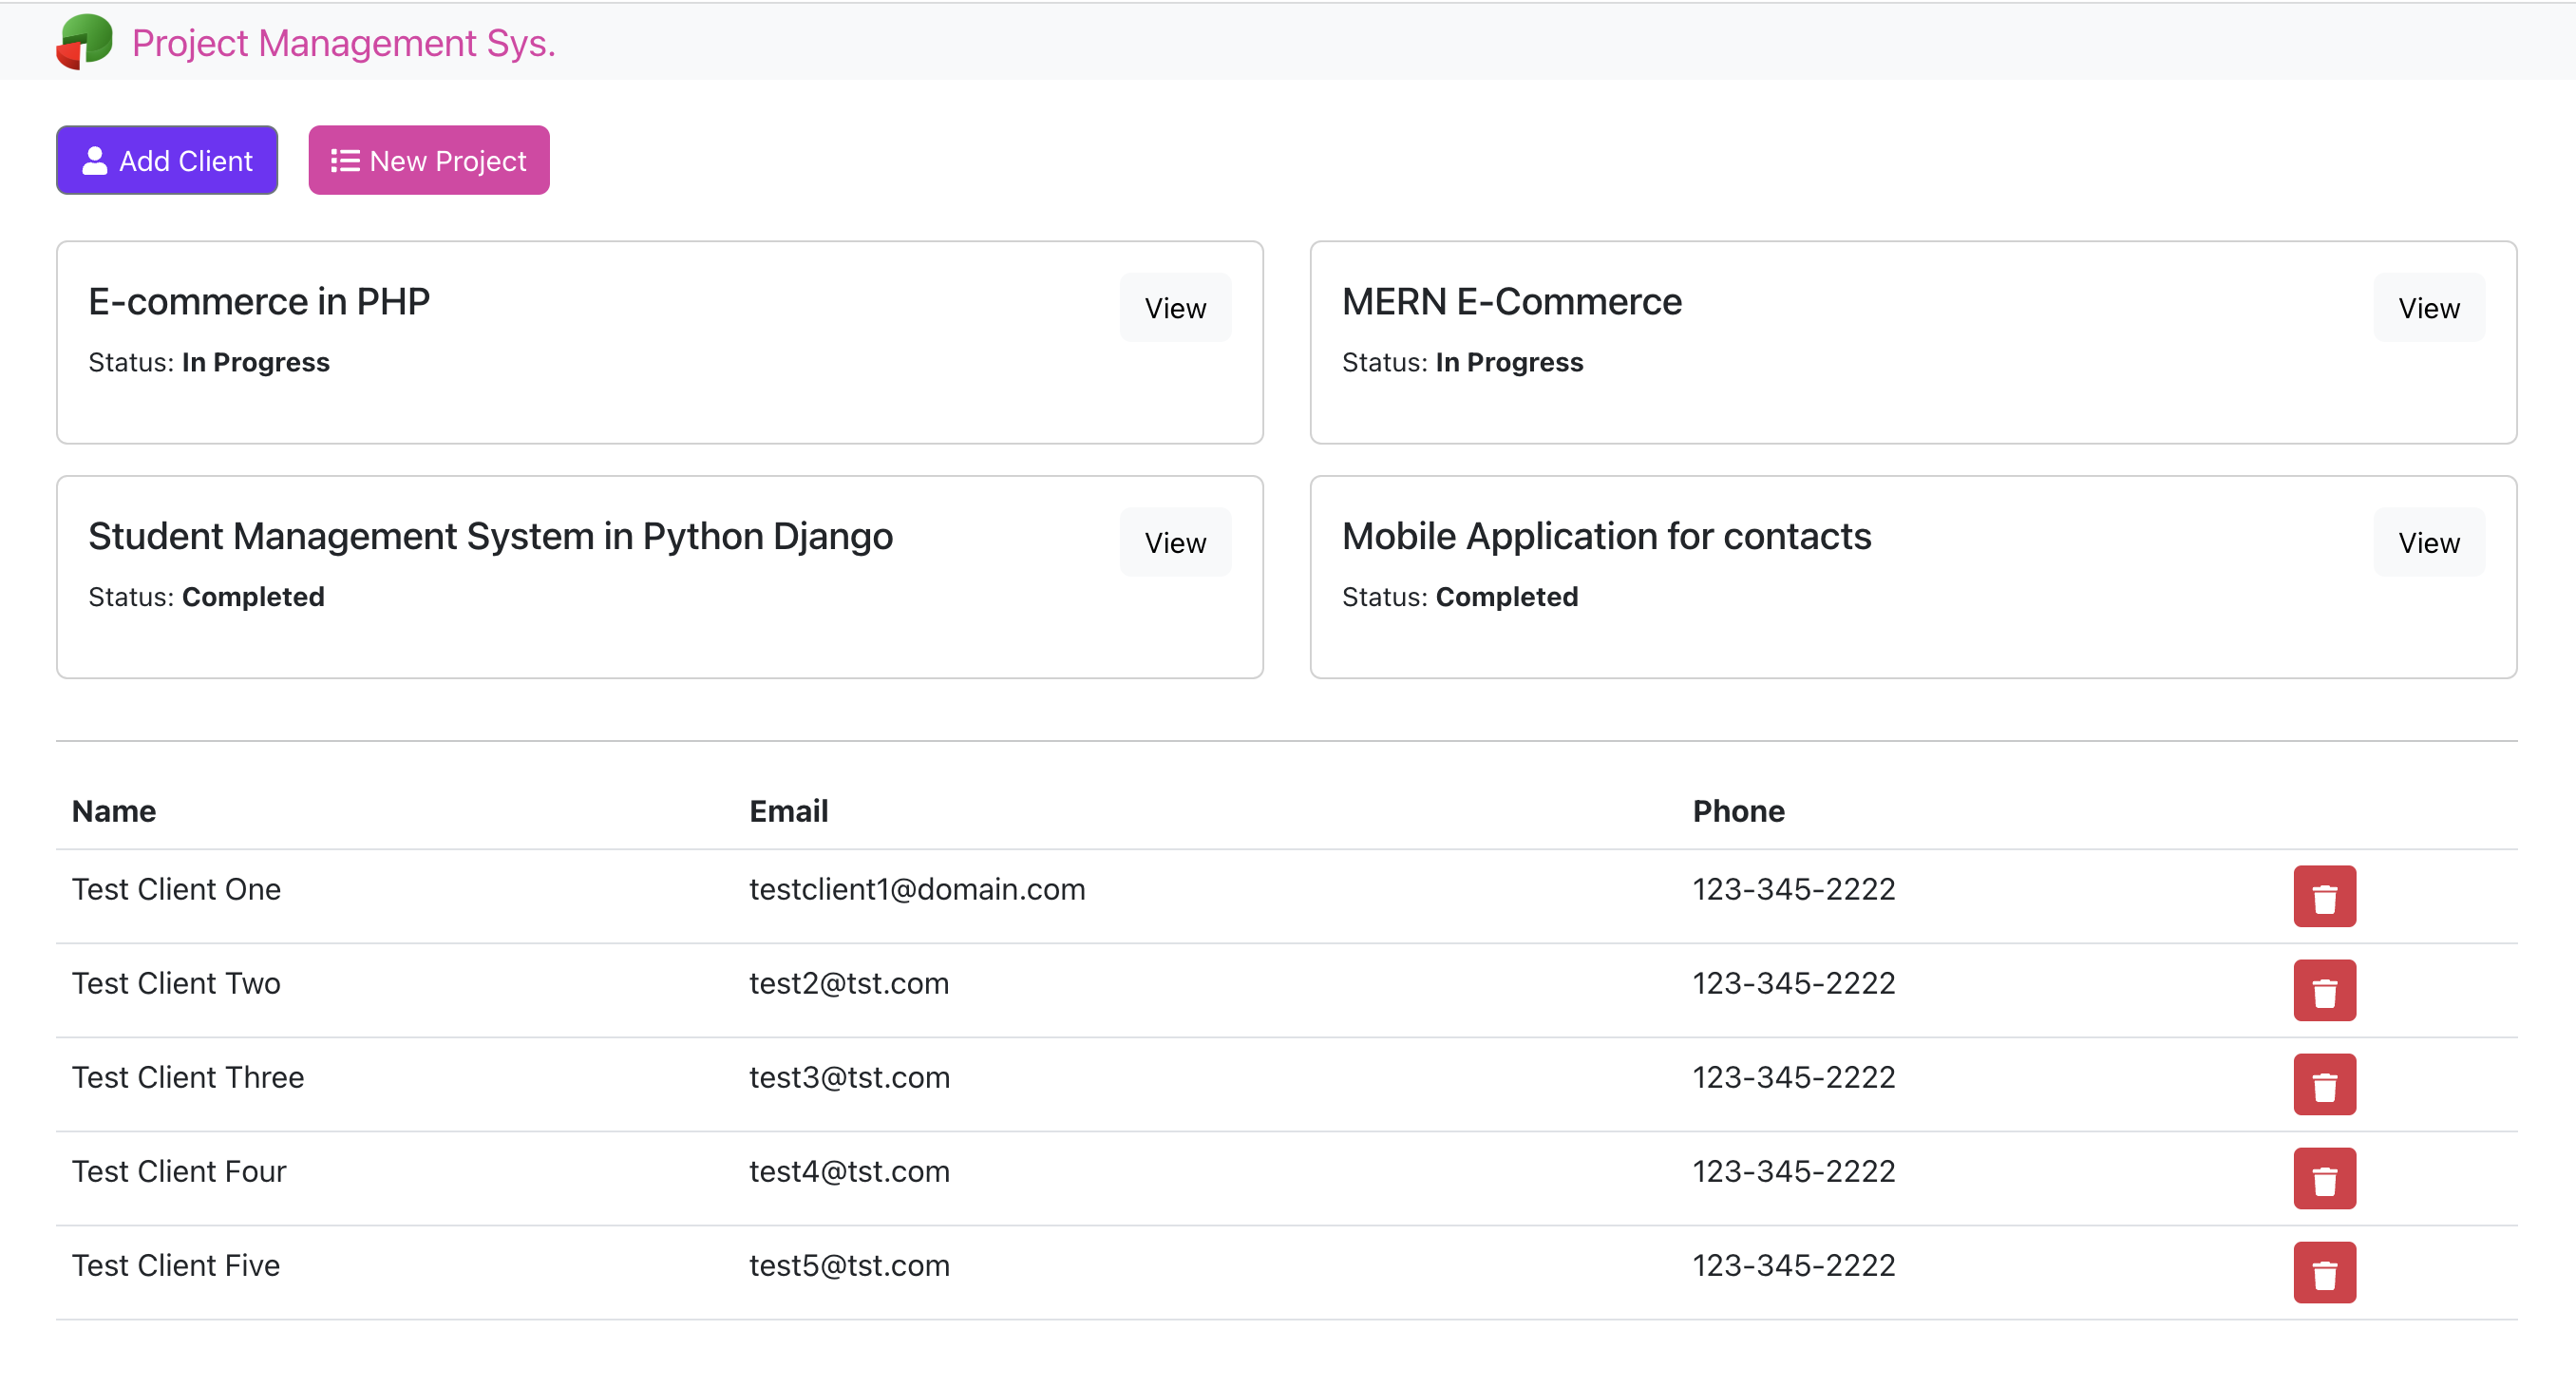 Project Management Sys.
Add Client
New Project
E-commerce in PHP
View
Status: In Progress
MERN E-Commerce
View
Status: In Progress
Student Management System in Python Django
View
Status: Completed
Mobile Application for contacts
View
Status: Completed
Name Email Phone
Test Client One testclient1@domain.com 123-345-2222
Test Client Two test2@tst.com 123-345-2222
Test Client Three test3@tst.com 123-345-2222
Test Client Four test4@tst.com 123-345-2222
Test Client Five test5@tst.com 123-345-2222